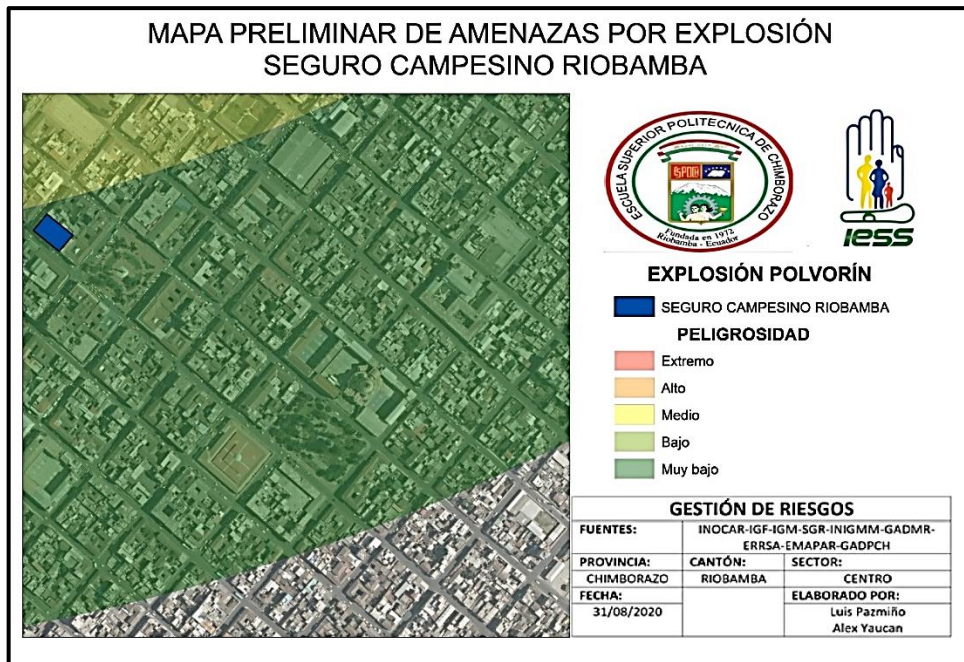 MAPA PRELIMINAR DE AMENAZAS POR EXPLOSIÓN
SEGURO CAMPESINO RIOBAMBA
ESCUELA SUPERIOR POLITECNICA DE CHIMBORAZO
ESPOCH
Fundada en 1972
Riobamba - Ecuador
IESS
EXPLOSIÓN POLVORÍN
SEGURO CAMPESINO RIOBAMBA
PELIGROSIDAD
Extremo
Alto
Medio
Bajo
Muy bajo
GESTIÓN DE RIESGOS
FUENTES: INOCAR-IGF-IGM-SGR-INIGMM-GADMR-
ERRSA-EMAPAR-GADPCH
PROVINCIA: CANTÓN: SECTOR:
CHIMBORAZO RIOBAMBA CENTRO
FECHA: ELABORADO POR:
31/08/2020 Luis Pazmiño
Alex Yaucan